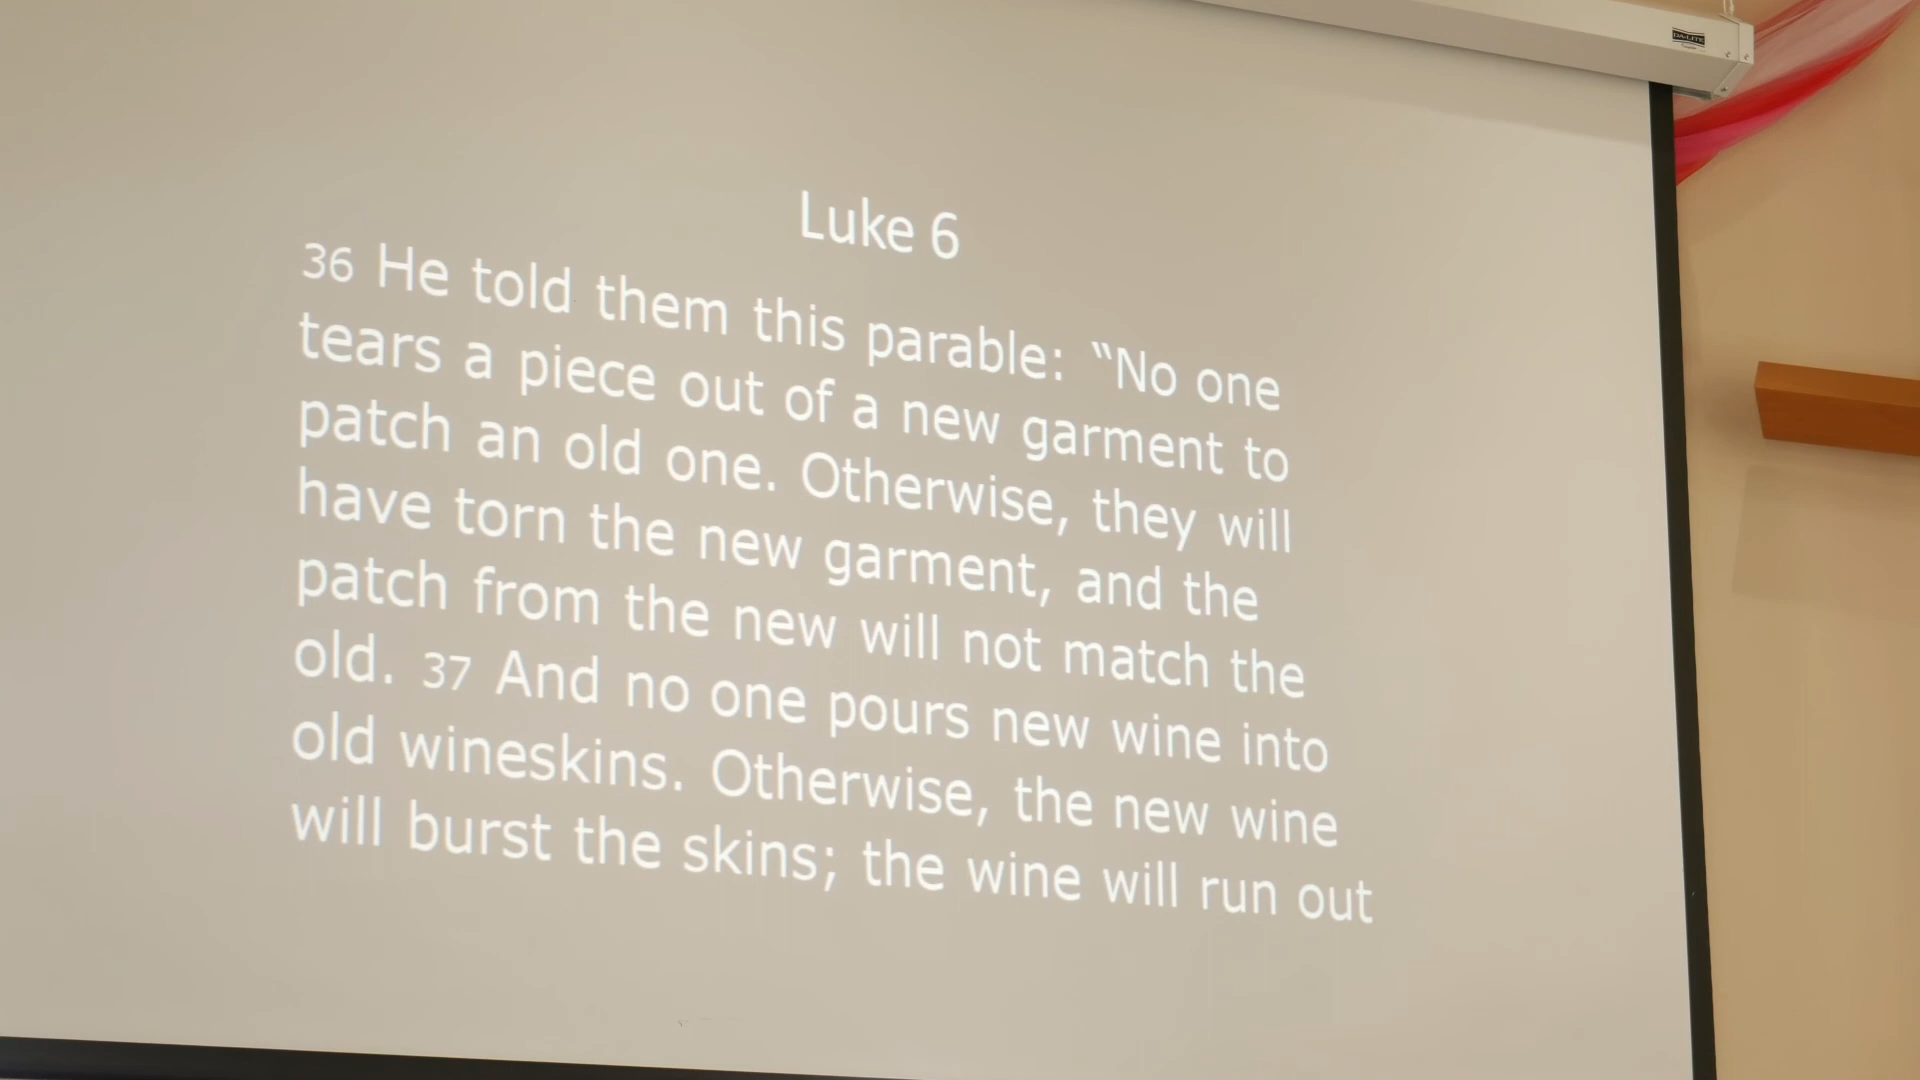 DA-LITE
Luke 6
36 He told them this parable: “No one
tears a piece out of a new garment to
patch an old one. Otherwise, they will
have torn the new garment, and the
patch from the new will not match the
old. 37 And no one pours new wine into
old wineskins. Otherwise, the new wine
will burst the skins; the wine will run out